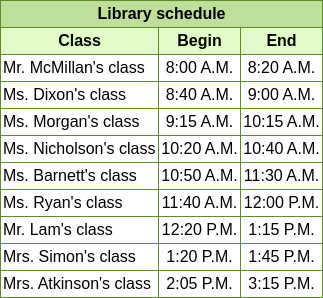 Library schedule
Class Begin End
Mr. McMillan's class 8:00 A.M. 8:20 A.M.
Ms. Dixon's class 8:40 A.M. 9:00 A.M.
Ms. Morgan's class 9:15 A.M. 10:15 A.M.
Ms. Nicholson's class 10:20 A.M. 10:40 A.M.
Ms. Barnett's class 10:50 A.M. 11:30 A.M.
Ms. Ryan's class 11:40 A.M. 12:00 P.M.
Mr. Lam's class 12:20 P.M. 1:15 P.M.
Mrs. Simon's class 1:20 P.M. 1:45 P.M.
Mrs. Atkinson's class 2:05 P.M. 3:15 P.M.